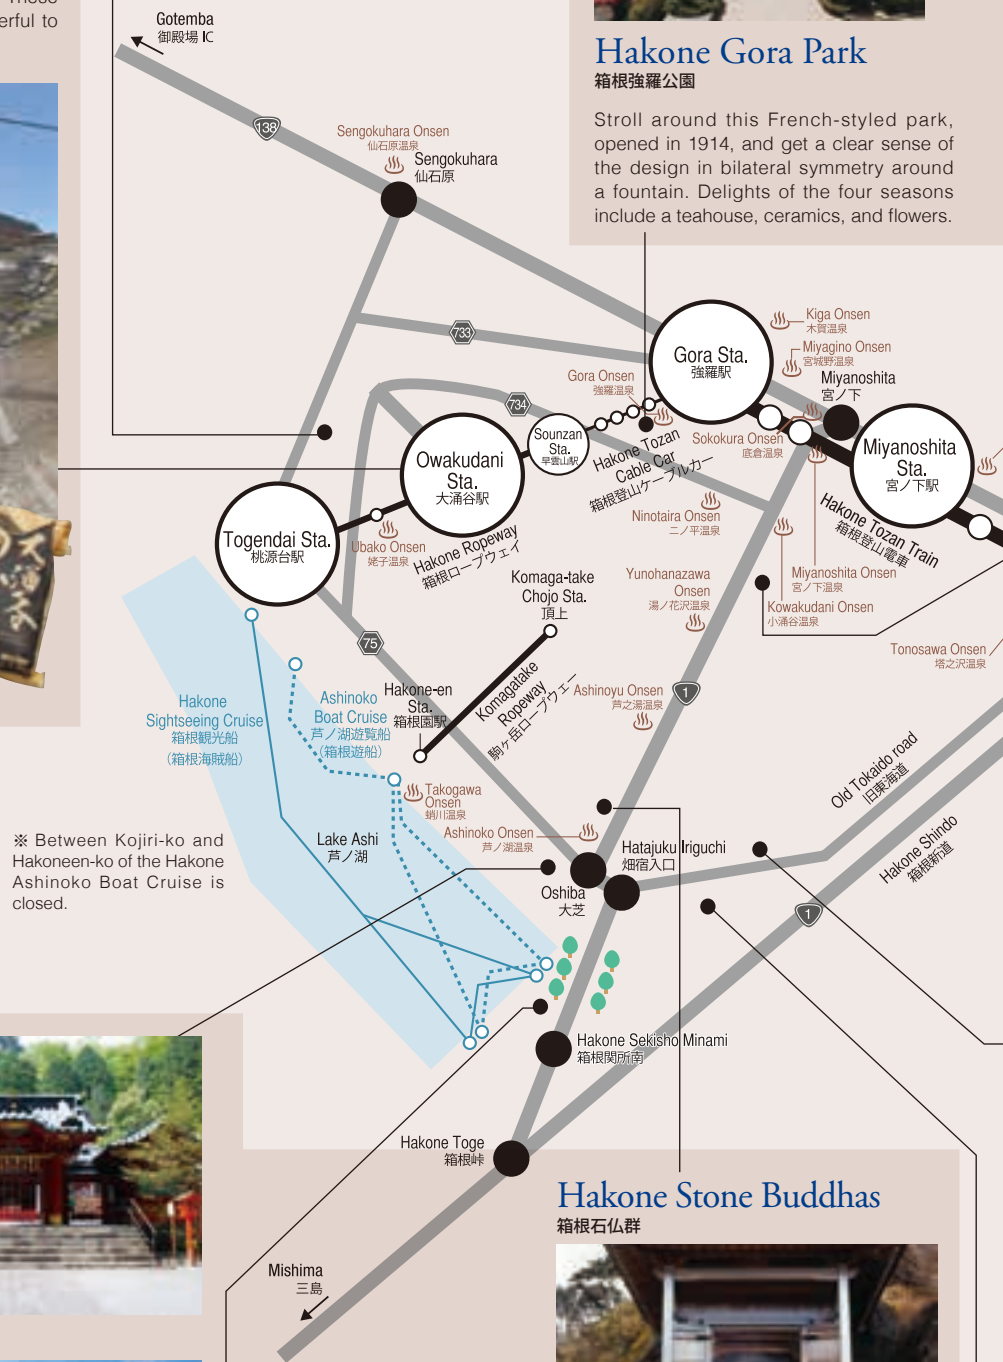 erful to
Gotemba
御殿場 IC
138
Hakone Gora Park
箱根強羅公園
Stroll around this French-styled park,
opened in 1914, and get a clear sense of
the design in bilateral symmetry around
a fountain. Delights of the four seasons
include a teahouse, ceramics, and flowers.
Sengokuhara Onsen
仙石原温泉
Sengokuhara
仙石原
733
734
Gora Sta.
強羅駅
Kiga Onsen
木賀温泉
Miyagino Onsen
宮城野温泉
Miyanoshita
宮ノ下
Gora Onsen
強羅温泉
Sounzan
Sta.
早雲山駅
Hakone Tozan
Cable Car
箱根登山ケーブルカー
Sokokura Onsen
底倉温泉
Miyanoshita
Sta.
宮ノ下駅
Owakudani
Sta.
大涌谷駅
Togendai Sta.
桃源台駅
Ubako Onsen
姥子温泉
Hakone Ropeway
箱根ロープウェイ
Ninotaira Onsen
二ノ平温泉
Hakone Tozan Train
箱根登山電車
Miyanoshita Onsen
宮ノ下温泉
Kowakudani Onsen
小涌谷温泉
Yunohanazawa
Onsen
湯ノ花沢温泉
Tonosawa Onsen
塔之沢温泉
Komaga-take
Chojo Sta.
頂上
75
Hakone-en
Sta.
箱根園駅
Komagatake
Ropeway
駒ヶ岳ロープウェー
Ashinoyu Onsen
芦之湯温泉
1
Hakone
Sightseeing Cruise
箱根観光船
（箱根海賊船）
Ashinoko
Boat Cruise
芦ノ湖遊覧船
（箱根遊船）
Takogawa
Onsen
蛸川温泉
Ashinoko Onsen
芦ノ湖温泉
Lake Ashi
芦ノ湖
※ Between Kojiri-ko and
Hakoneen-ko of the Hakone
Ashinoko Boat Cruise is
closed.
Hatajuku Iriguchi
畑宿入口
Oshiba
大芝
Old Tokaido road
旧東海道
Hakone Shindo
箱根新道
1
Hakone Sekisho Minami
箱根関所南
Hakone Toge
箱根峠
Mishima
三島
Hakone Stone Buddhas
箱根石仏群